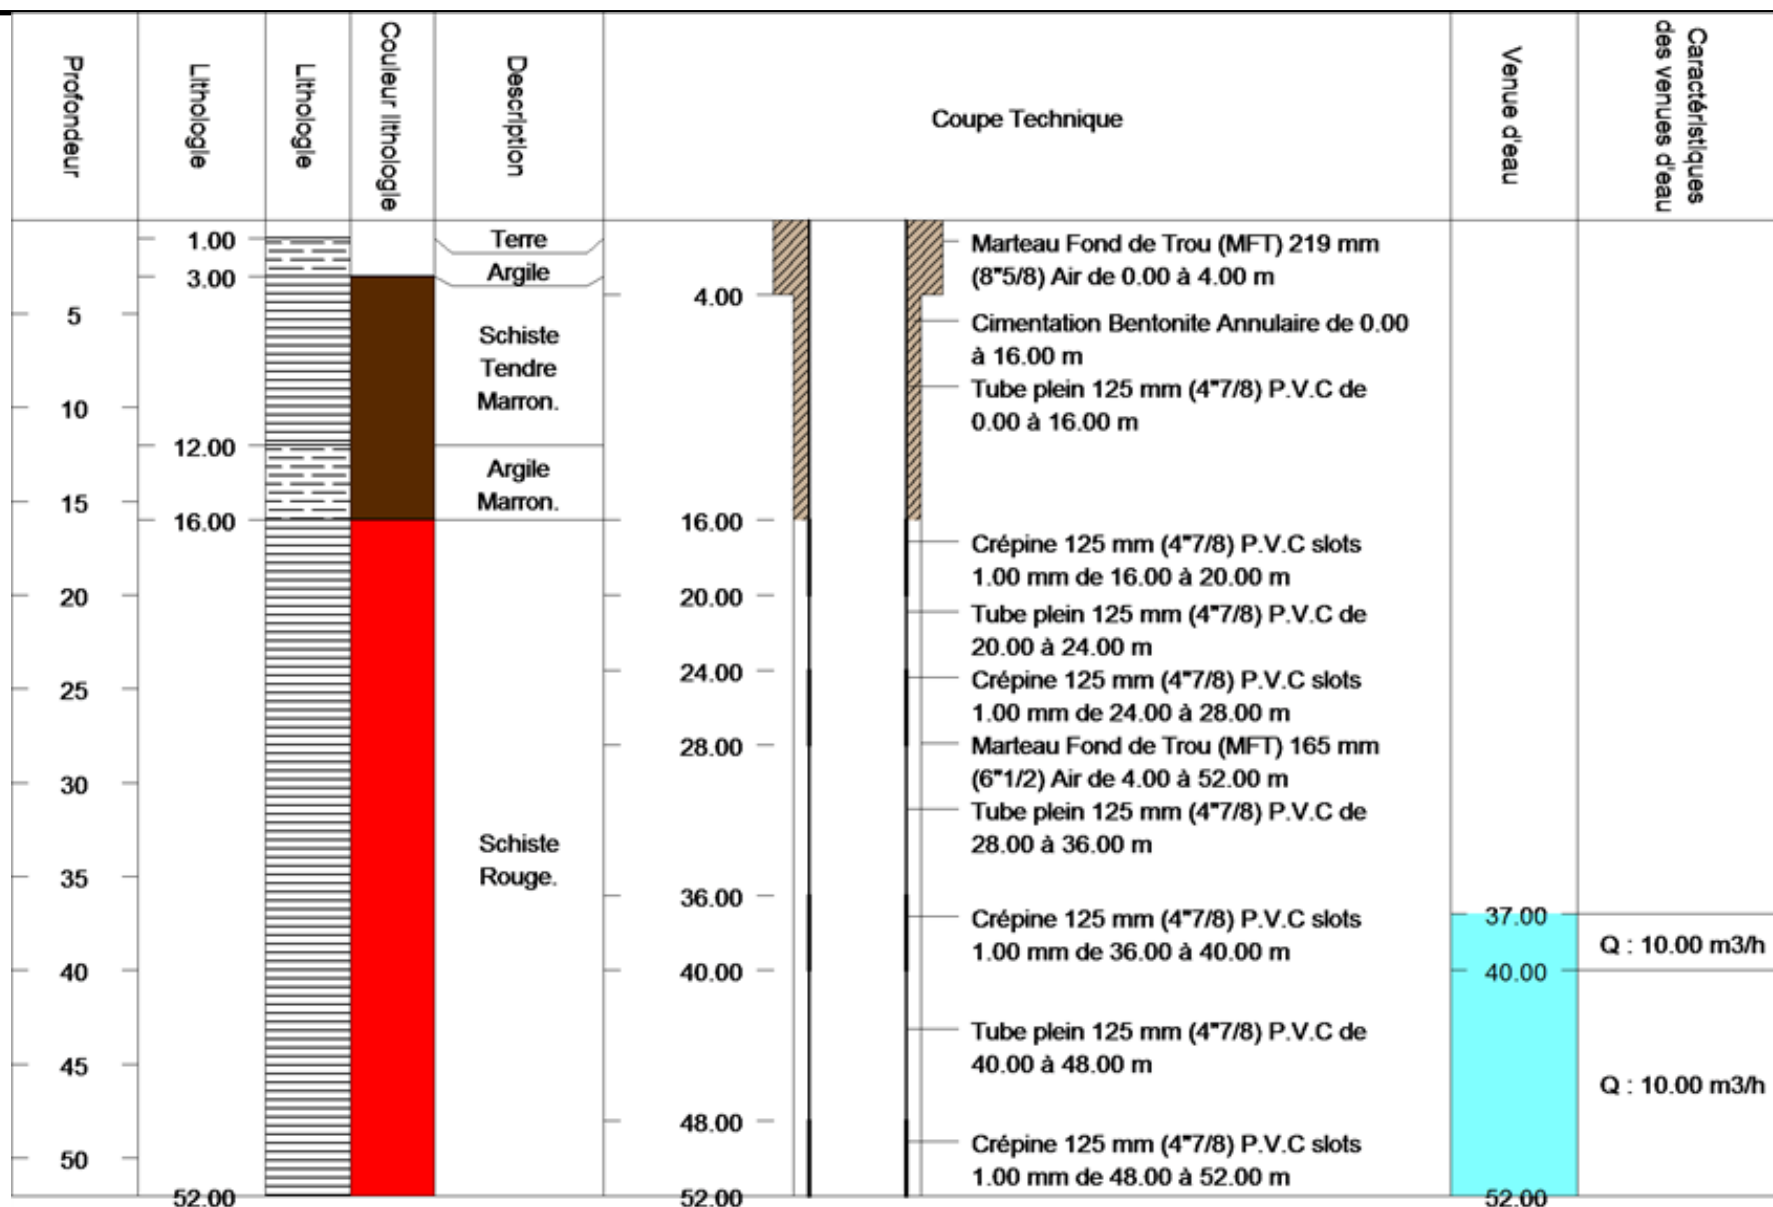 Profondeur
Lithologie
Lithologie
Couleur lithologie
Description
Coupe Technique
Venue d'eau
Caractéristiques
des venues d'eau
5
10
15
20
25
30
35
40
45
50
1.00
3.00
12.00
16.00
52.00
Terre
Argile
Schiste
Tendre
Marron.
Argile
Marron.
Schiste
Rouge.
4.00
16.00
20.00
24.00
28.00
36.00
40.00
48.00
52.00
Marteau Fond de Trou (MFT) 219 mm
(8"5/8) Air de 0.00 à 4.00 m
Cimentation Bentonite Annulaire de 0.00
à 16.00 m
Tube plein 125 mm (4"7/8) P.V.C de
0.00 à 16.00 m
Crépine 125 mm (4"7/8) P.V.C slots
1.00 mm de 16.00 à 20.00 m
Tube plein 125 mm (4"7/8) P.V.C de
20.00 à 24.00 m
Crépine 125 mm (4"7/8) P.V.C slots
1.00 mm de 24.00 à 28.00 m
Marteau Fond de Trou (MFT) 165 mm
(6"1/2) Air de 4.00 à 52.00 m
Tube plein 125 mm (4"7/8) P.V.C de
28.00 à 36.00 m
Crépine 125 mm (4"7/8) P.V.C slots
1.00 mm de 36.00 à 40.00 m
Tube plein 125 mm (4"7/8) P.V.C de
40.00 à 48.00 m
Crépine 125 mm (4"7/8) P.V.C slots
1.00 mm de 48.00 à 52.00 m
37.00
40.00
52.00
Q : 10.00 m3/h
Q : 10.00 m3/h